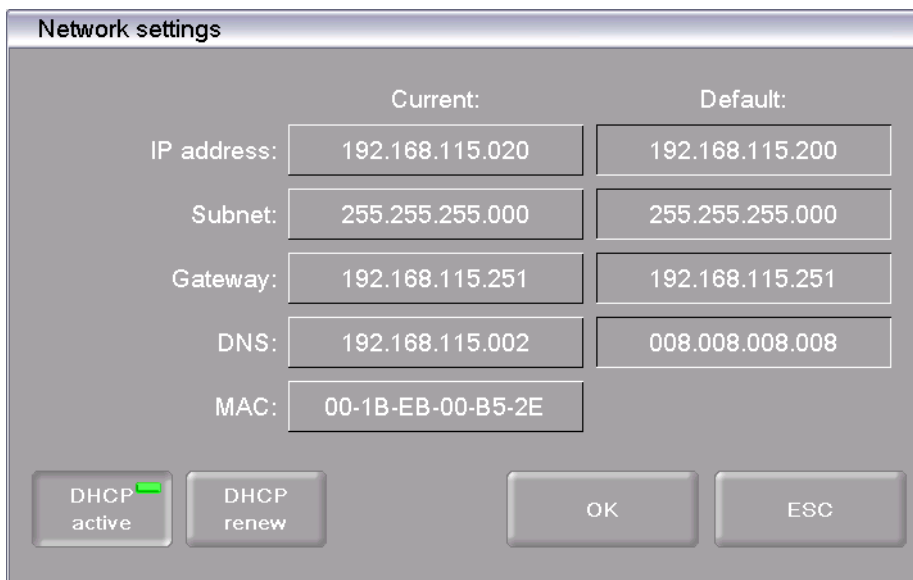 Network settings
Current: Default:
IP address: 192.168.115.020 192.168.115.200
Subnet: 255.255.255.000 255.255.255.000
Gateway: 192.168.115.251 192.168.115.251
DNS: 192.168.115.002 008.008.008.008
MAC: 00-1B-EB-00-B5-2E
DHCP active
DHCP renew
OK
ESC